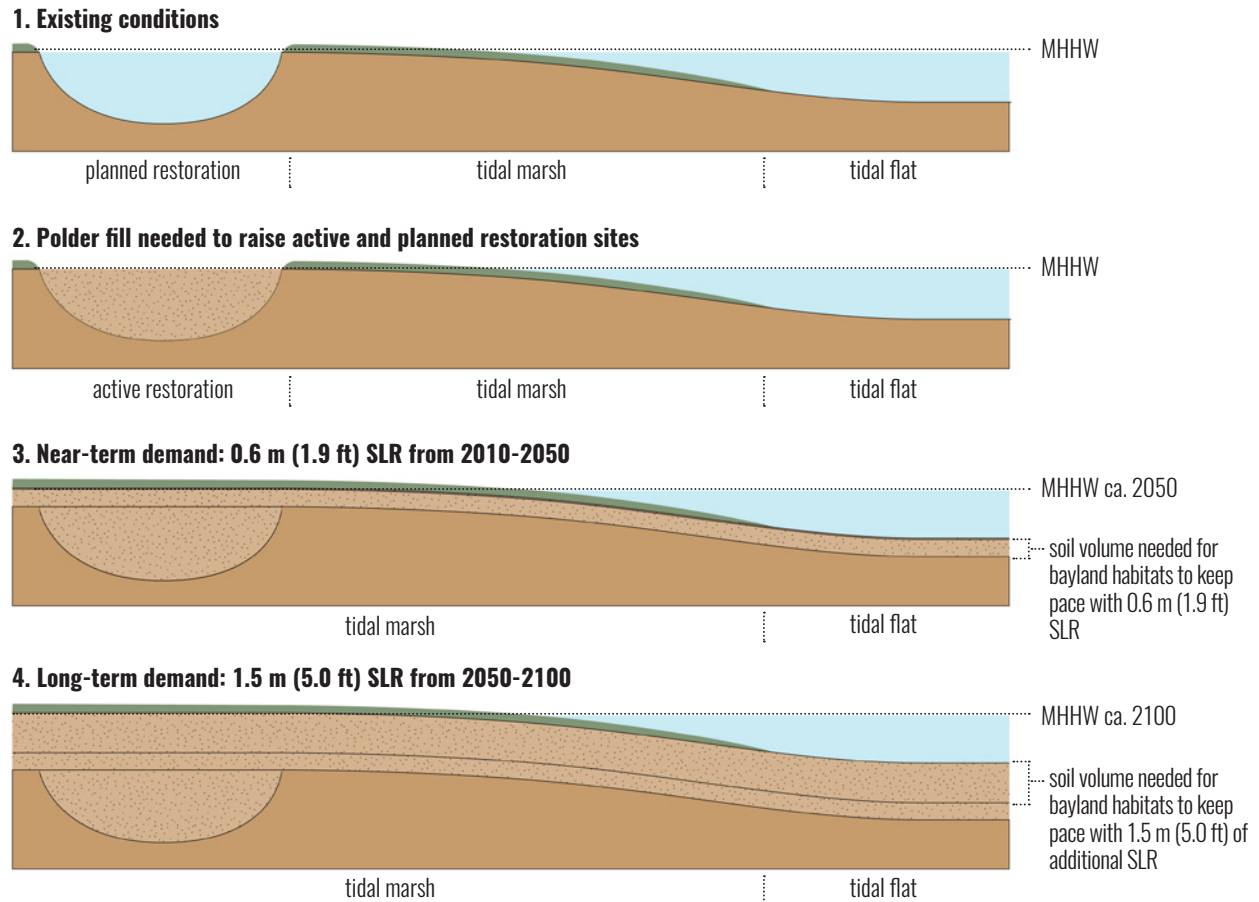 1. Existing conditions
MHHW
planned restoration
tidal marsh
tidal flat
2. Polder fill needed to raise active and planned restoration sites
MHHW
active restoration
tidal marsh
tidal flat
3. Near-term demand: 0.6 m (1.9 ft) SLR from 2010-2050
MHHW ca. 2050
soil volume needed for
bayland habitats to keep
pace with 0.6 m (1.9 ft)
SLR
tidal marsh
tidal flat
4. Long-term demand: 1.5 m (5.0 ft) SLR from 2050-2100
MHHW ca. 2100
soil volume needed for
bayland habitats to keep
pace with 1.5 m (5.0 ft) of
additional SLR
tidal marsh
tidal flat